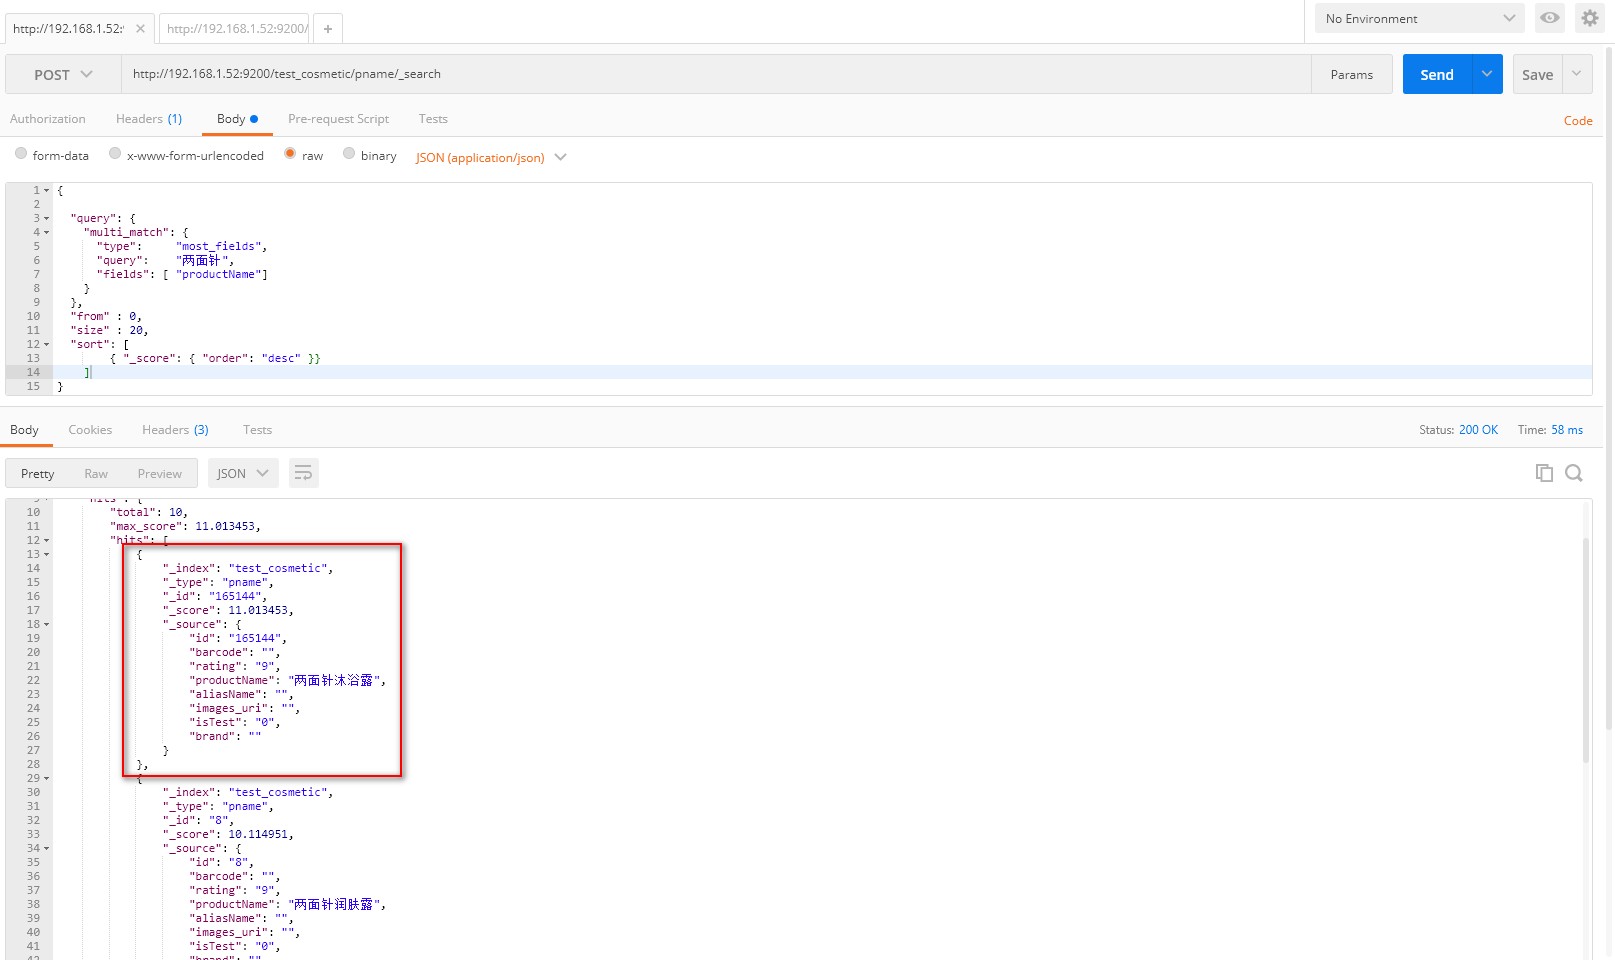 http://192.168.1.52:
http://192.168.1.52:9200/
+
No Environment
POST
http://192.168.1.52:9200/test_cosmetic/pname/_search
Params
Send
Save
Authorization
Headers (1)
Body
Pre-request Script
Tests
Code
form-data
x-www-form-urlencoded
raw
binary
JSON (application/json)
1 {
2
3 "query": {
4 "multi_match": {
5 "type": "most_fields",
6 "query": "两面针",
7 "fields": [ "productName"]
8 }
9 },
10 "from" : 0,
11 "size" : 20,
12 "sort": [
13 { "_score": { "order": "desc" }}
14 ]
15 }
Body
Cookies
Headers (3)
Tests
Status: 200 OK
Time: 58 ms
Pretty
Raw
Preview
JSON
9 "hits": {
10 "total": 10,
11 "max_score": 11.013453,
12 "hits": [
13 {
14 "_index": "test_cosmetic",
15 "_type": "pname",
16 "_id": "165144",
17 "_score": 11.013453,
18 "_source": {
19 "id": "165144",
20 "barcode": "",
21 "rating": "9",
22 "productName": "两面针沐浴露",
23 "aliasName": "",
24 "images_uri": "",
25 "isTest": "0",
26 "brand": ""
27 }
28 },
29 {
30 "_index": "test_cosmetic",
31 "_type": "pname",
32 "_id": "8",
33 "_score": 10.114951,
34 "_source": {
35 "id": "8",
36 "barcode": "",
37 "rating": "9",
38 "productName": "两面针润肤露",
39 "aliasName": "",
40 "images_uri": "",
41 "isTest": "0",
42 "brand": ""